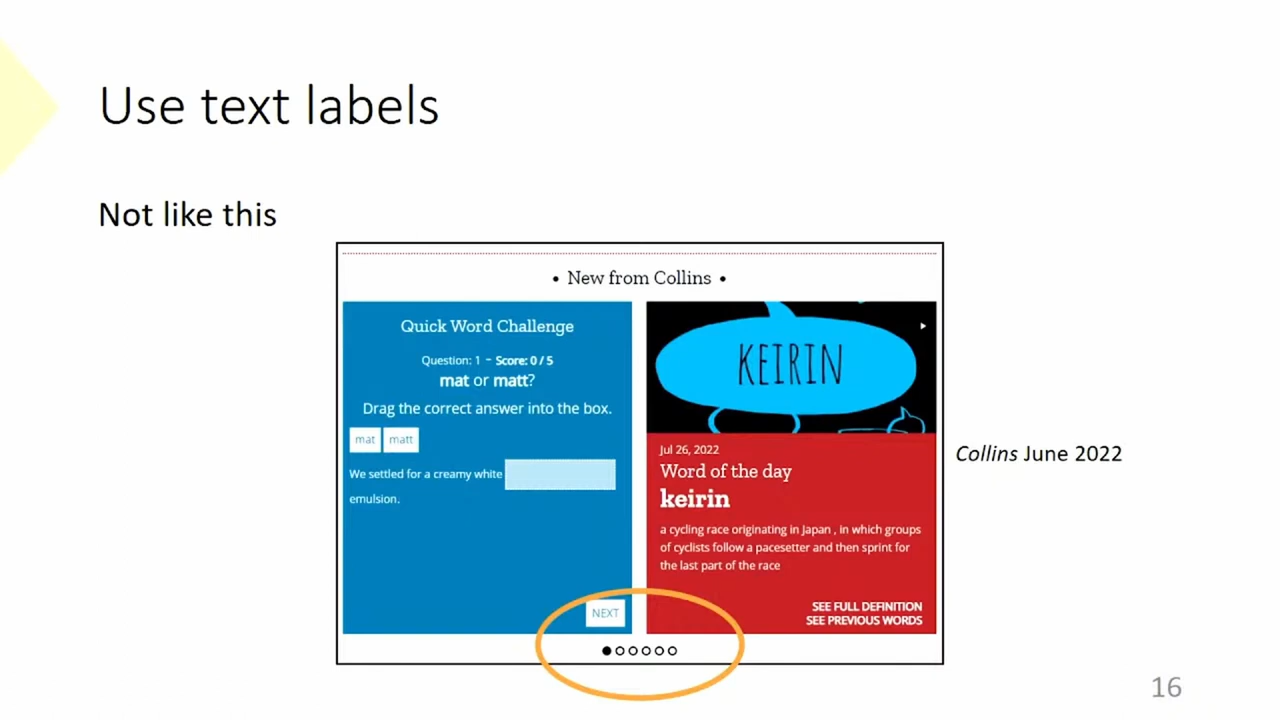 Use text labels
Not like this
• New from Collins •
Quick Word Challenge
Question: 1 – Score: 0 / 5
mat or matt?
Drag the correct answer into the box.
mat matt
We settled for a creamy white
emulsion.
NEXT
KEIRIN
Jul 26, 2022
Word of the day
keirin
a cycling race originating in Japan , in which groups
of cyclists follow a pacesetter and then sprint for
the last part of the race
SEE FULL DEFINITION
SEE PREVIOUS WORDS
Collins June 2022
16